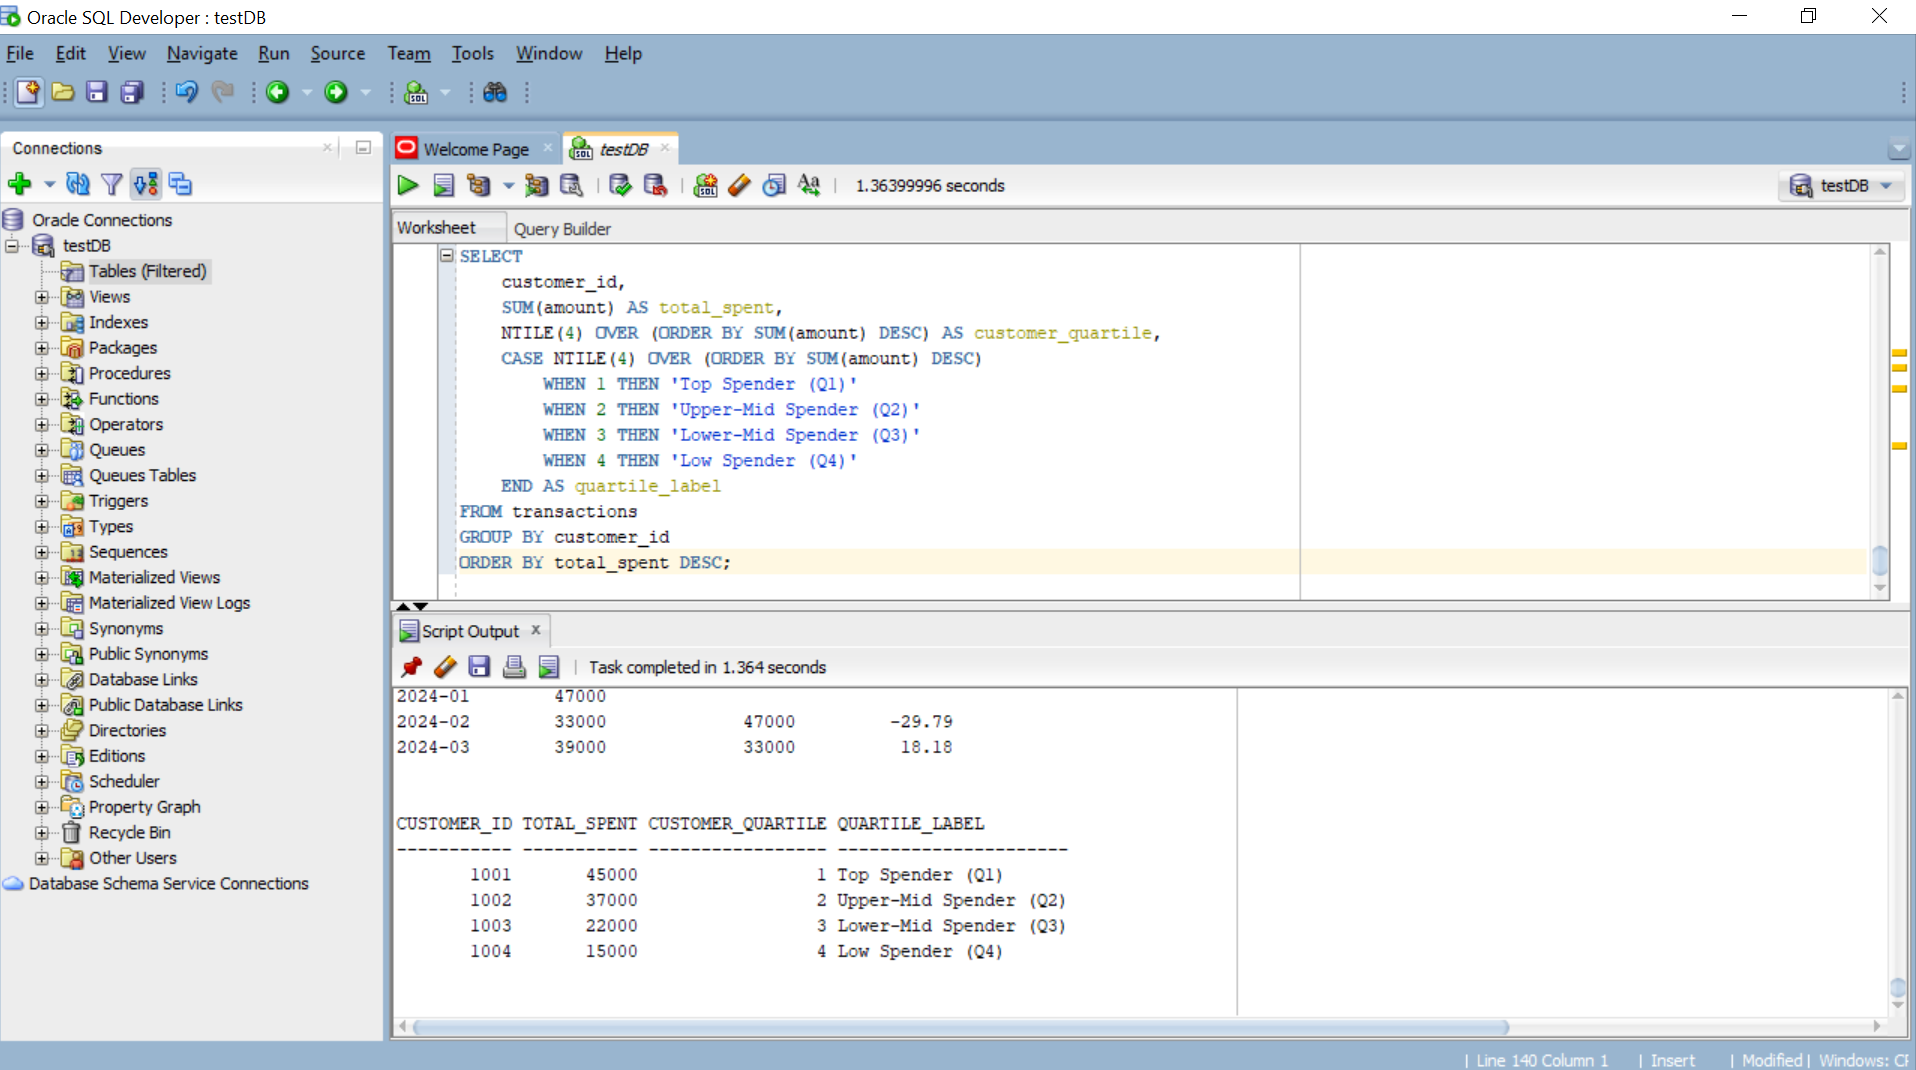 Oracle SQL Developer : testDB
File Edit View Navigate Run Source Team Tools Window Help
Connections
Oracle Connections
testDB
Tables (Filtered)
Views
Indexes
Packages
Procedures
Functions
Operators
Queues
Queues Tables
Triggers
Types
Sequences
Materialized Views
Materialized View Logs
Synonyms
Public Synonyms
Database Links
Public Database Links
Directories
Editions
Scheduler
Property Graph
Recycle Bin
Other Users
Database Schema Service Connections
Welcome Page testDB
1.36399996 seconds
testDB
Worksheet Query Builder
SELECT
customer_id,
SUM(amount) AS total_spent,
NTILE(4) OVER (ORDER BY SUM(amount) DESC) AS customer_quartile,
CASE NTILE(4) OVER (ORDER BY SUM(amount) DESC)
WHEN 1 THEN 'Top Spender (Q1)'
WHEN 2 THEN 'Upper-Mid Spender (Q2)'
WHEN 3 THEN 'Lower-Mid Spender (Q3)'
WHEN 4 THEN 'Low Spender (Q4)'
END AS quartile_label
FROM transactions
GROUP BY customer_id
ORDER BY total_spent DESC;
Script Output
Task completed in 1.364 seconds
2024-01 47000
2024-02 33000 47000 -29.79
2024-03 39000 33000 18.18
CUSTOMER_ID TOTAL_SPENT CUSTOMER_QUARTILE QUARTILE_LABEL
----------- ----------- ----------------- ----------------------
1001 45000 1 Top Spender (Q1)
1002 37000 2 Upper-Mid Spender (Q2)
1003 22000 3 Lower-Mid Spender (Q3)
1004 15000 4 Low Spender (Q4)
| Line 140 Column 1 | Insert | Modified | Windows: